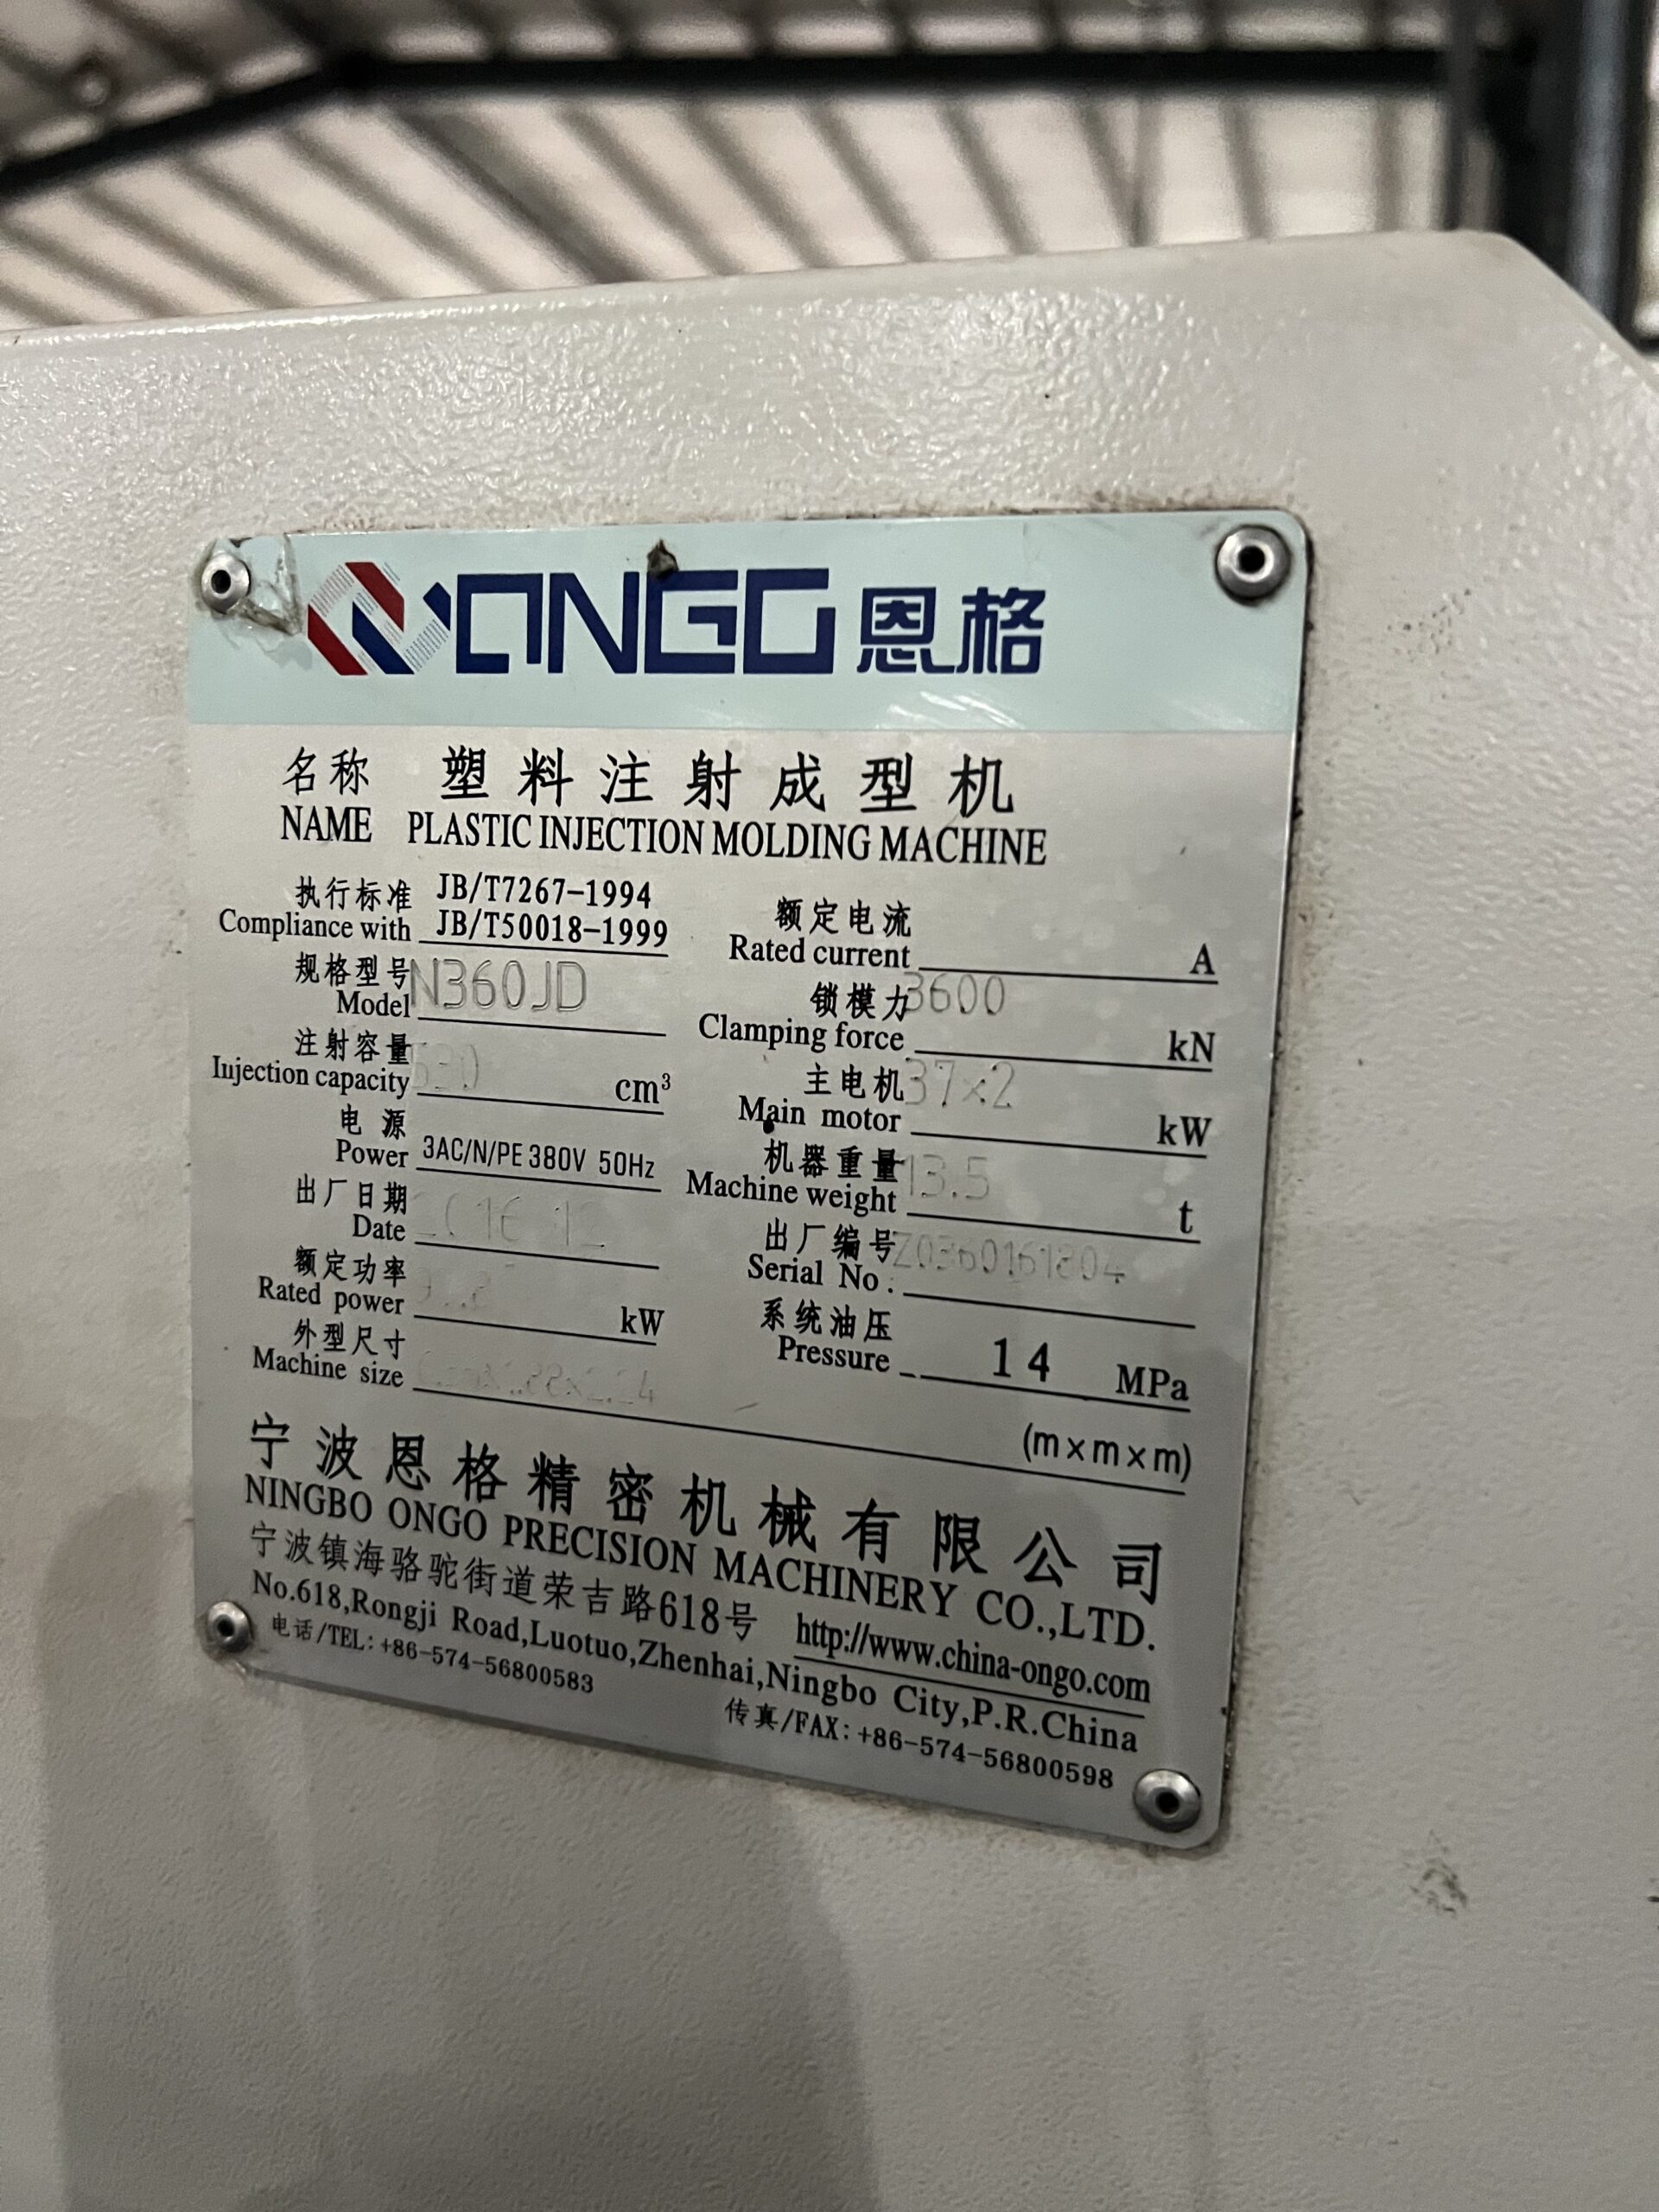 ONGO 恩格
名称 塑料注射成型机
NAME PLASTIC INJECTION MOLDING MACHINE
执行标准 JB/T7267-1994
Compliance with JB/T50018-1999
规格型号 N360JD
Model
注射容量
Injection capacity cm³
电源
Power 3AC/N/PE 380V 50Hz
出厂日期
Date
额定功率
Rated power kW
外型尺寸
Machine size (m×m×m)
额定电流
Rated current A
锁模力 3600
Clamping force kN
主电机 37×2
Main motor kW
机器重量 13.5
Machine weight t
出厂编号
Serial No.
系统油压
Pressure 14 MPa
宁波恩格精密机械有限公司
NINGBO ONGO PRECISION MACHINERY CO.,LTD.
宁波镇海骆驼街道荣吉路618号 http://www.china-ongo.com
No.618,Rongji Road,Luotuo,Zhenhai,Ningbo City,P.R.China
电话/TEL:+86-574-56800583 传真/FAX:+86-574-56800598